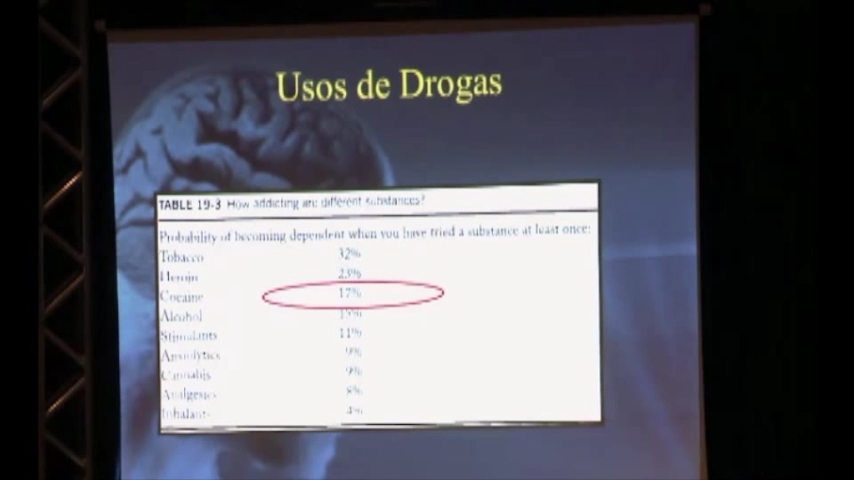 Usos de Drogas
TABLE 19-3 How addicting are different substances?
Probability of becoming dependent when you have tried a substance at least once:
Tobacco 32%
Heroin 23%
Cocaine 17%
Alcohol 15%
Stimulants 11%
Anxiolytics 9%
Cannabis 9%
Analgesics 8%
Inhalants 4%